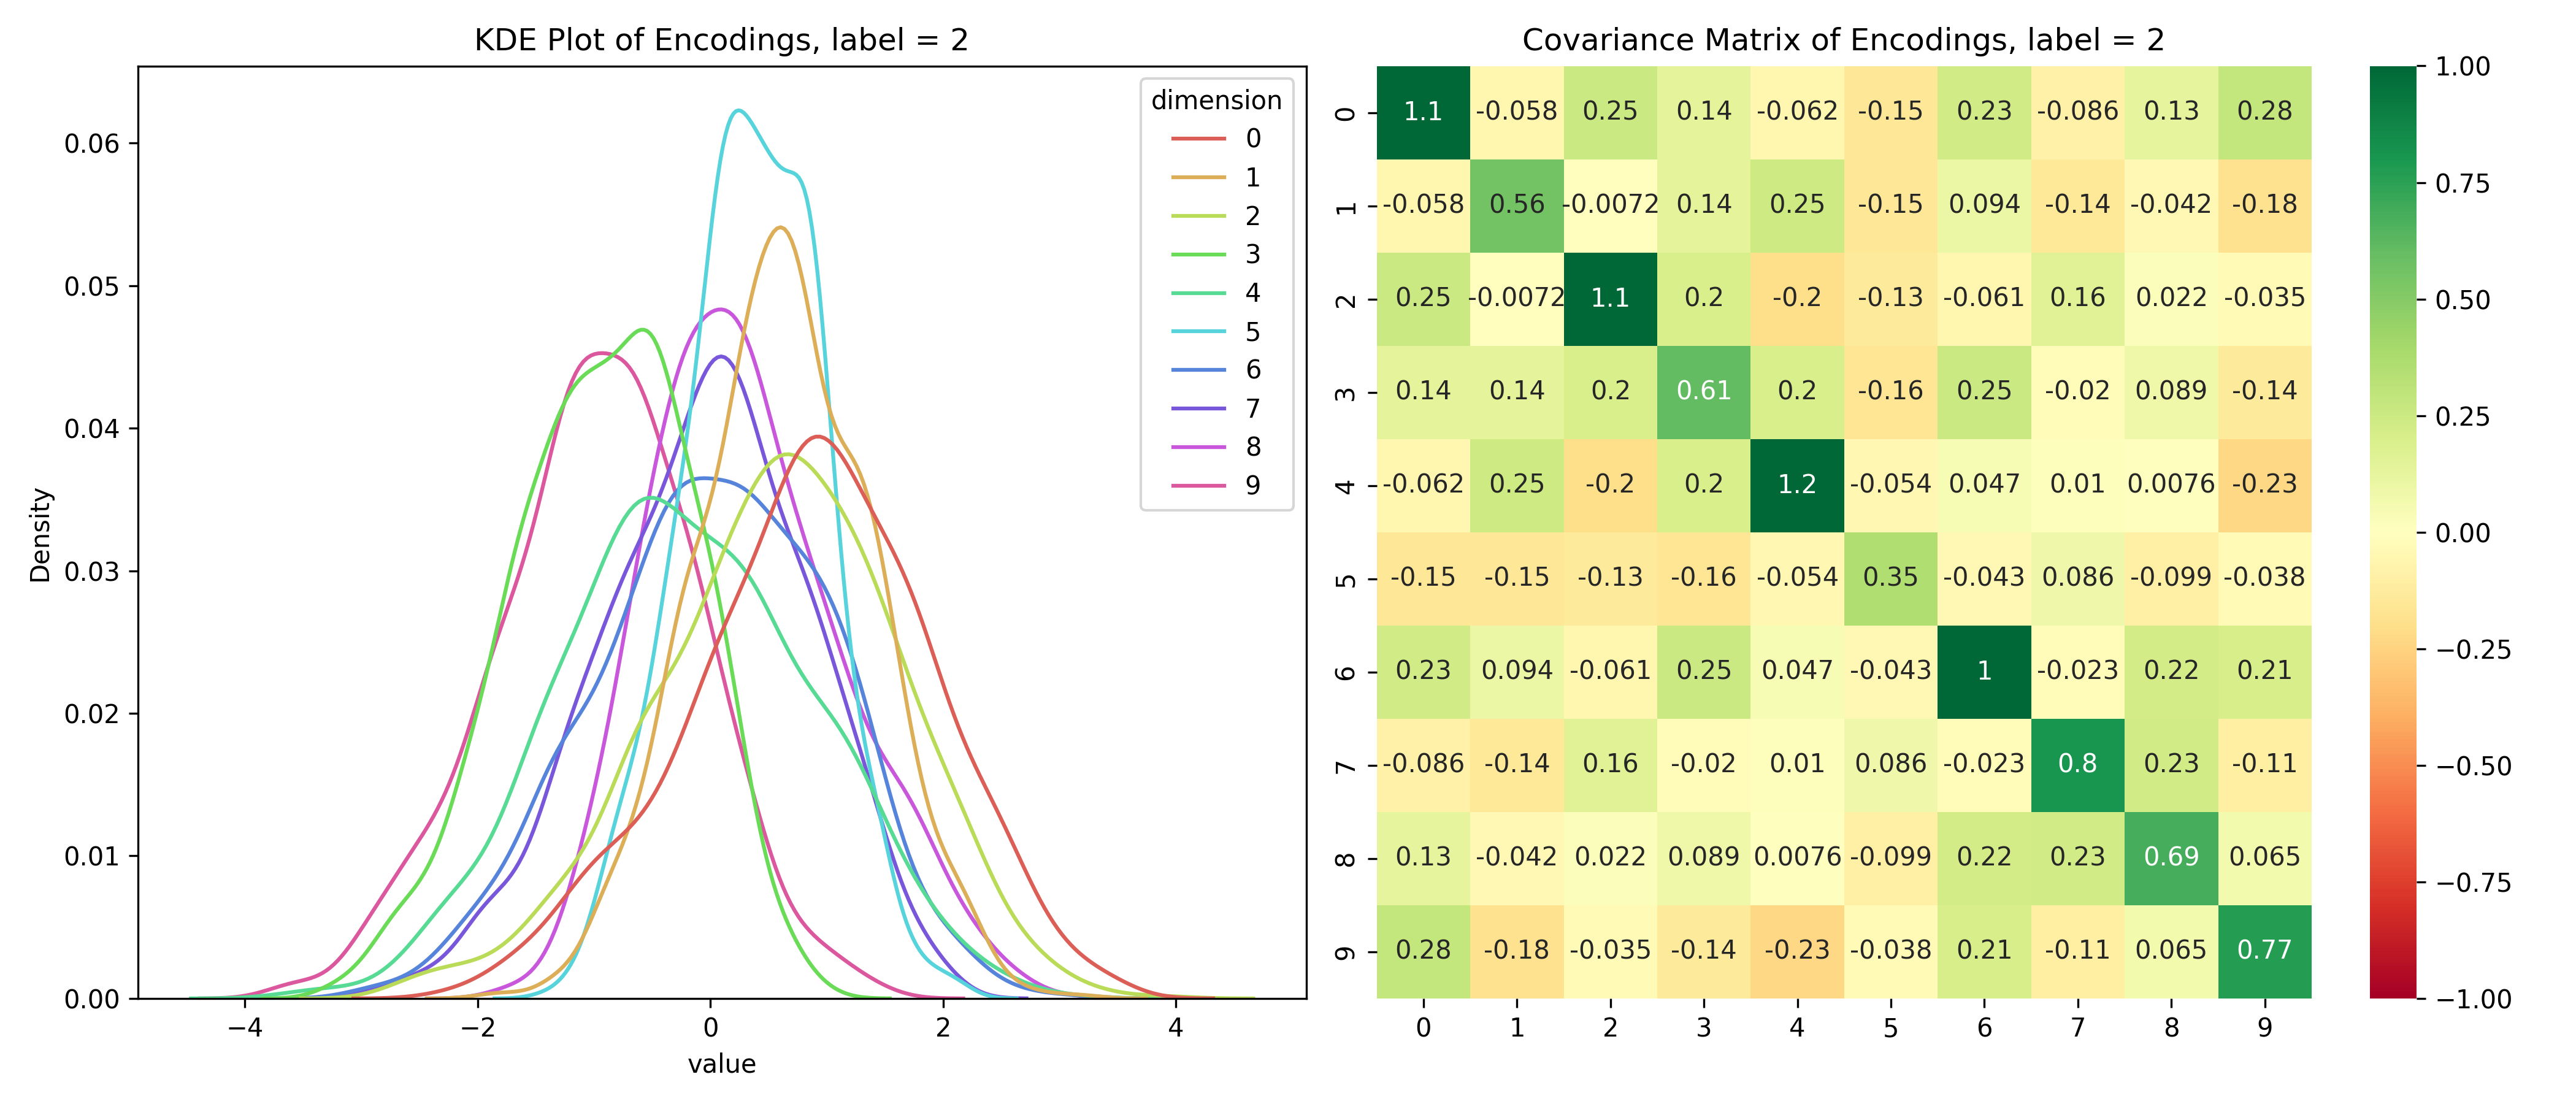 KDE Plot of Encodings, label = 2
0.06
0.05
0.04
0.03
0.02
0.01
0.00
Density
−4 −2 0 2 4
value
dimension
0
1
2
3
4
5
6
7
8
9
Covariance Matrix of Encodings, label = 2
0 1.1 -0.058 0.25 0.14 -0.062 -0.15 0.23 -0.086 0.13 0.28
1 -0.058 0.56 -0.0072 0.14 0.25 -0.15 0.094 -0.14 -0.042 -0.18
2 0.25 -0.0072 1.1 0.2 -0.2 -0.13 -0.061 0.16 0.022 -0.035
3 0.14 0.14 0.2 0.61 0.2 -0.16 0.25 -0.02 0.089 -0.14
4 -0.062 0.25 -0.2 0.2 1.2 -0.054 0.047 0.01 0.0076 -0.23
5 -0.15 -0.15 -0.13 -0.16 -0.054 0.35 -0.043 0.086 -0.099 -0.038
6 0.23 0.094 -0.061 0.25 0.047 -0.043 1 -0.023 0.22 0.21
7 -0.086 -0.14 0.16 -0.02 0.01 0.086 -0.023 0.8 0.23 -0.11
8 0.13 -0.042 0.022 0.089 0.0076 -0.099 0.22 0.23 0.69 0.065
9 0.28 -0.18 -0.035 -0.14 -0.23 -0.038 0.21 -0.11 0.065 0.77
0 1 2 3 4 5 6 7 8 9
1.00
0.75
0.50
0.25
0.00
−0.25
−0.50
−0.75
−1.00